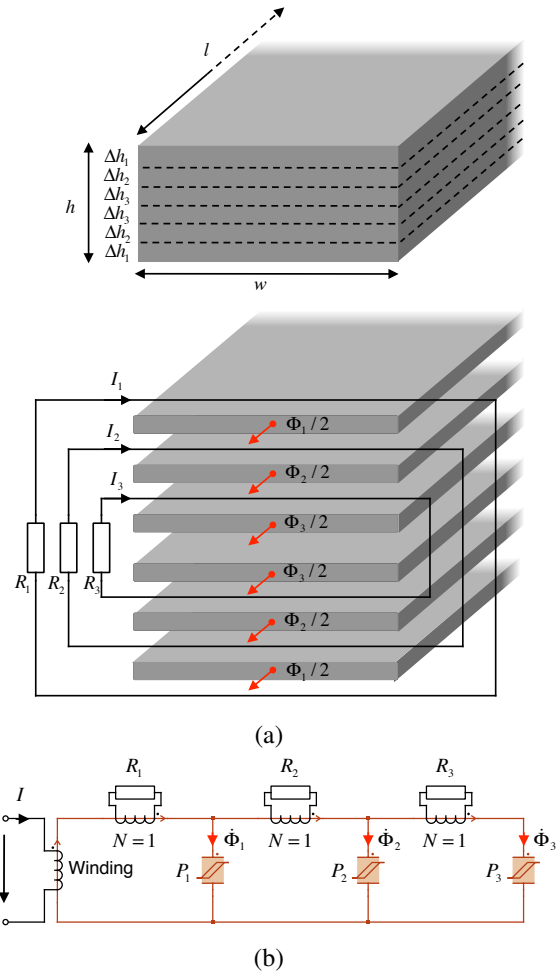 l
h
Δh₁
Δh₂
Δh₃
Δh₃
Δh₂
Δh₁
w
I₁
Φ₁ / 2
I₂
Φ₂ / 2
I₃
Φ₃ / 2
R₁ R₂ R₃
Φ₃ / 2
Φ₂ / 2
Φ₁ / 2
(a)
R₁ R₂ R₃
I
N = 1 N = 1 N = 1
Φ̇₁ Φ̇₂ Φ̇₃
Winding
P₁ P₂ P₃
(b)